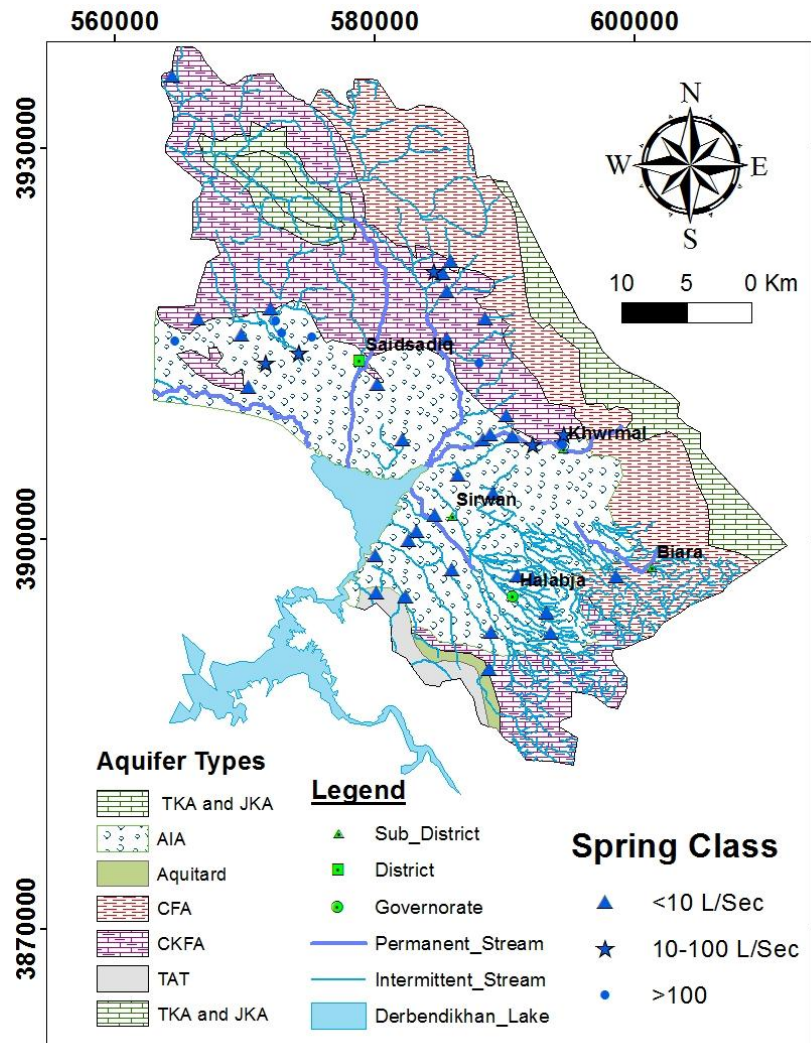 560000 580000 600000
3930000
N
W E
S
10 5 0 Km
Saidsadiq
Khwrmal
Sirwan
3900000
Biara
Halabja
Aquifer Types
TKA and JKA
AIA
Aquitard
CFA
CKFA
TAT
TKA and JKA
Legend
Sub_District
District
Governorate
Permanent_Stream
Intermittent_Stream
Derbendikhan_Lake
Spring Class
<10 L/Sec
10-100 L/Sec
>100
3870000